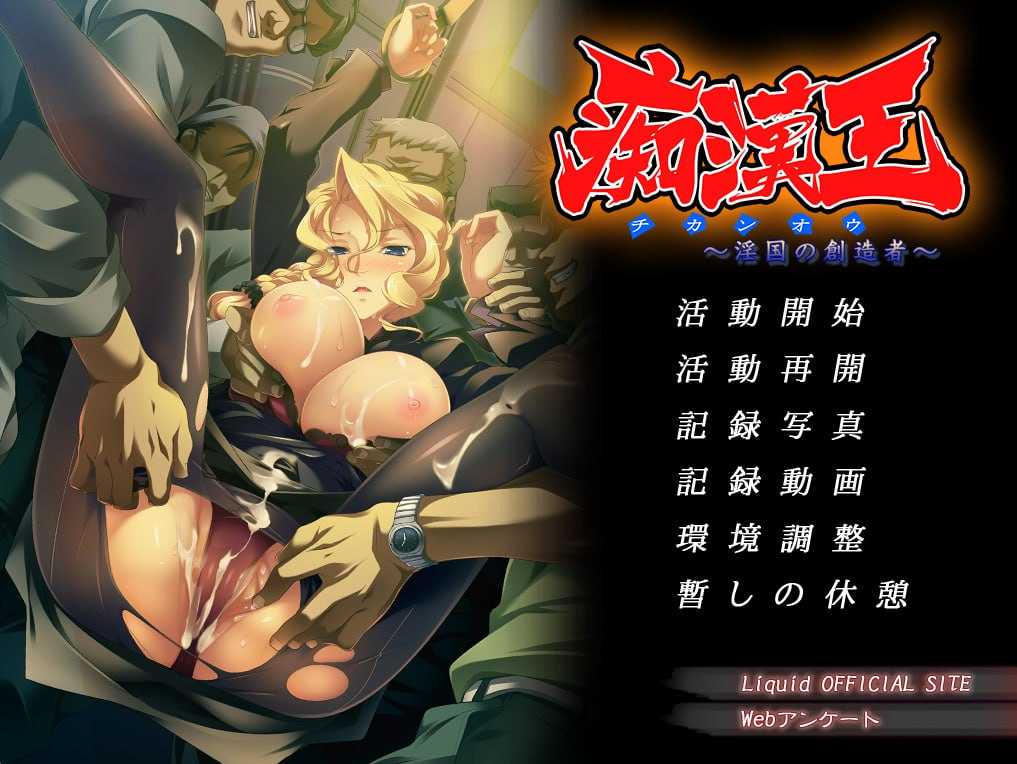 痴漢王
チカンオウ
～淫国の創造者～
活動開始
活動再開
記録写真
記録動画
環境調整
暫しの休憩
Liquid OFFICIAL SITE
Webアンケート